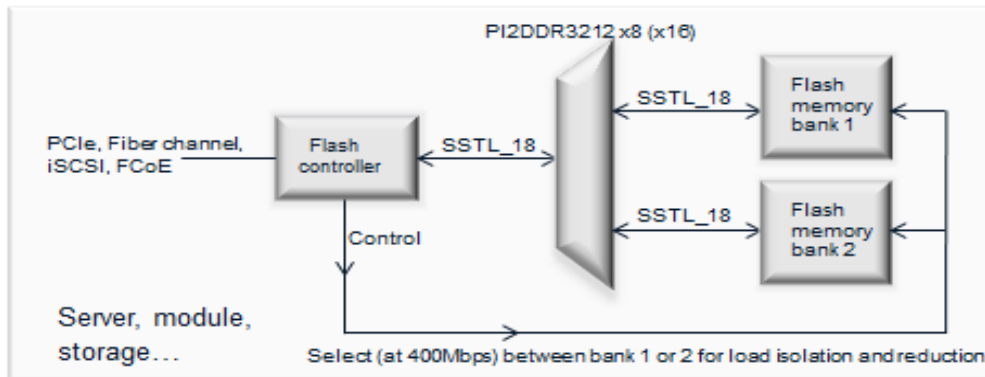 PI2DDR3212 x8 (x16)
PCIe, Fiber channel,
iSCSI, FCoE
Flash
controller
SSTL_18
SSTL_18
Flash
memory
bank 1
SSTL_18
Flash
memory
bank 2
Control
Server, module,
storage...
Select (at 400Mbps) between bank 1 or 2 for load isolation and reduction